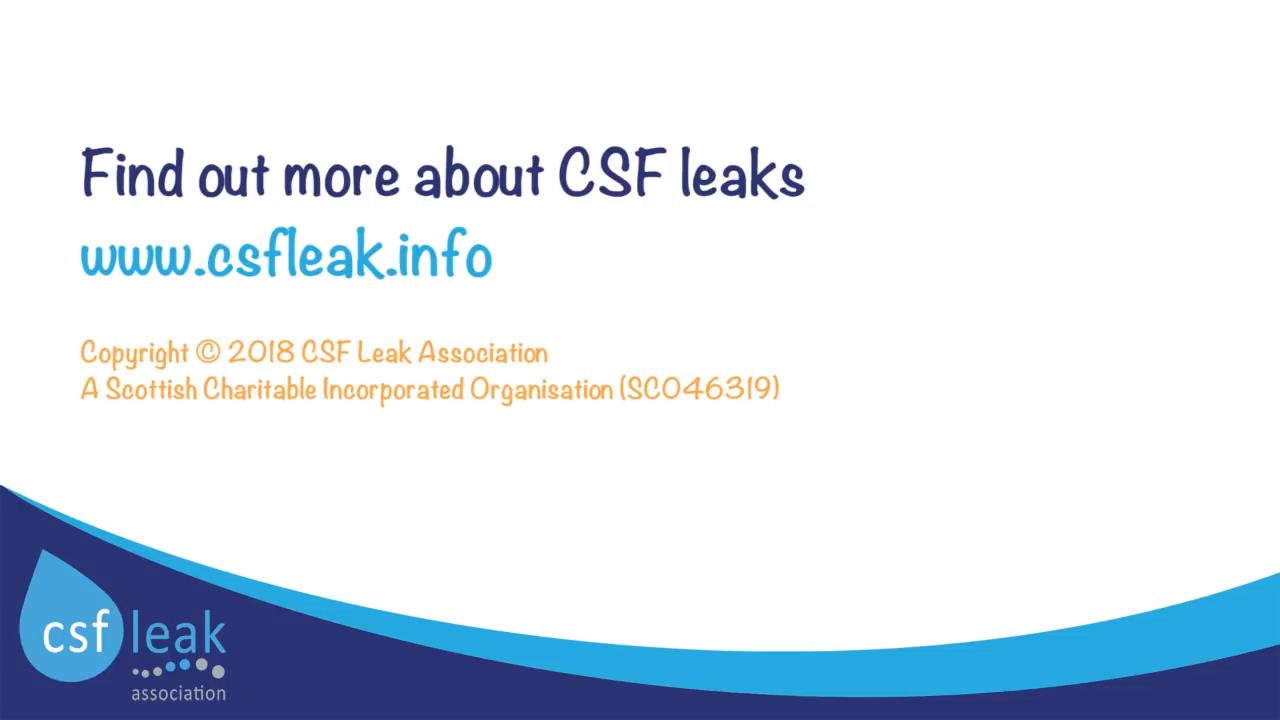 Find out more about CSF leaks
www.csfleak.info
Copyright © 2018 CSF Leak Association
A Scottish Charitable Incorporated Organisation (SC046319)
csf leak
association